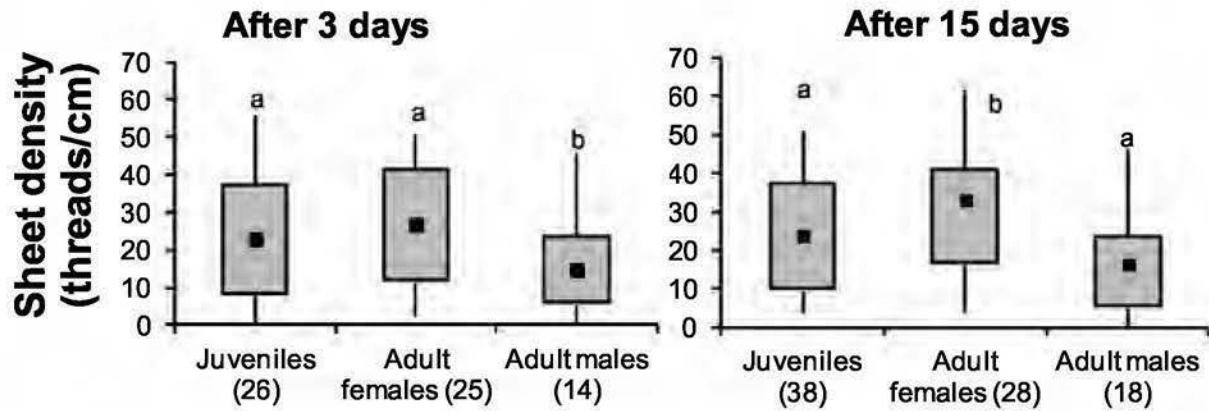 After 3 days
After 15 days
Sheet density
(threads/cm)
70
60
50
40
30
20
10
0
a
a
b
Juveniles
(26)
Adult
females (25)
Adult males
(14)
70
60
50
40
30
20
10
0
a
b
a
Juveniles
(38)
Adult
females (28)
Adult males
(18)